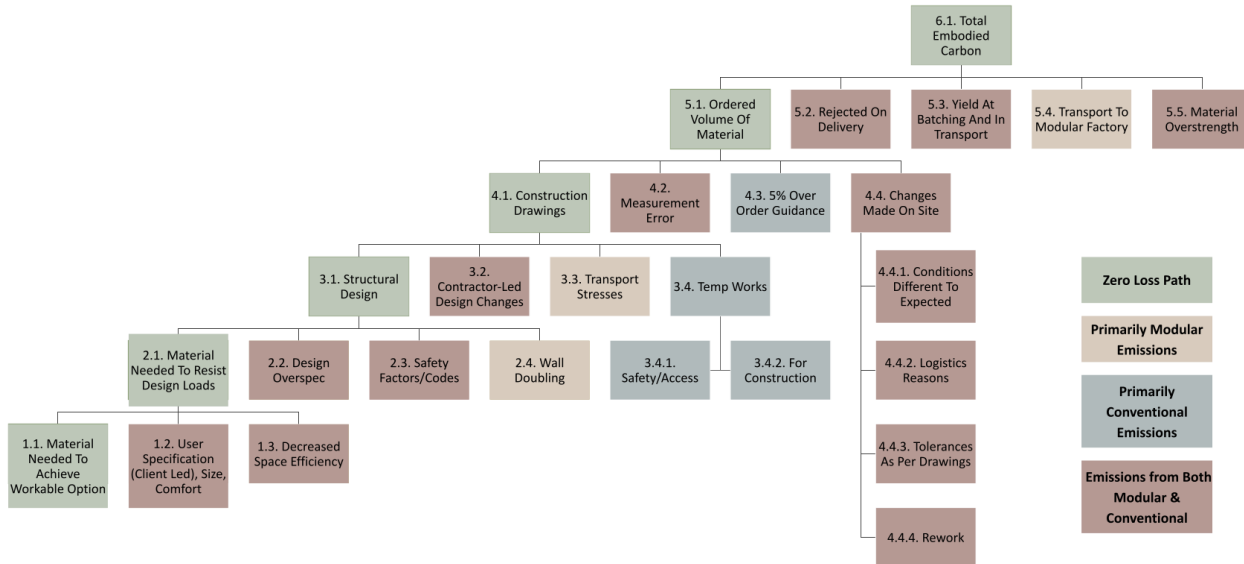 6.1. Total
Embodied
Carbon
5.1. Ordered
Volume Of
Material
5.2. Rejected On
Delivery
5.3. Yield At
Batching And In
Transport
5.4. Transport To
Modular Factory
5.5. Material
Overstrength
4.1. Construction
Drawings
4.2.
Measurement
Error
4.3. 5% Over
Order Guidance
4.4. Changes
Made On Site
3.1. Structural
Design
3.2.
Contractor-Led
Design Changes
3.3. Transport
Stresses
3.4. Temp Works
4.4.1. Conditions
Different To
Expected
2.1. Material
Needed To Resist
Design Loads
2.2. Design
Overspec
2.3. Safety
Factors/Codes
2.4. Wall
Doubling
3.4.1.
Safety/Access
3.4.2. For
Construction
4.4.2. Logistics
Reasons
1.1. Material
Needed To
Achieve
Workable Option
1.2. User
Specification
(Client Led), Size,
Comfort
1.3. Decreased
Space Efficiency
4.4.3. Tolerances
As Per Drawings
4.4.4. Rework
Zero Loss Path
Primarily Modular
Emissions
Primarily
Conventional
Emissions
Emissions from Both
Modular &
Conventional